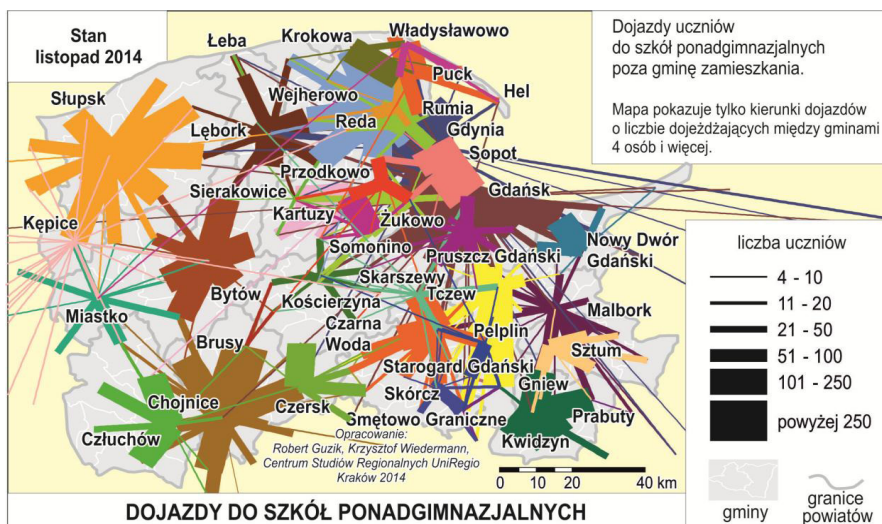 Stan
listopad 2014
Dojazdy uczniów
do szkół ponadgimnazjalnych
poza gminę zamieszkania.
Mapa pokazuje tylko kierunki dojazdów
o liczbie dojeżdżających między gminami
4 osób i więcej.
Łeba
Krokowa
Władysławowo
Puck
Hel
Słupsk
Wejherowo
Rumia
Lębork
Reda
Gdynia
Sopot
Przodkowo
Sierakowice
Gdańsk
Kartuzy
Żukowo
Kępice
Somonino
Pruszcz Gdański
Nowy Dwór
Gdański
Skarszewy
Bytów
Kościerzyna
Tczew
Miastko
Malbork
Czarna
Woda
Pelplin
Brusy
Sztum
Starogard Gdański
Gniew
Chojnice
Czersk
Skórcz
Prabuty
Smętowo Graniczne
Człuchów
Kwidzyn
Opracowanie:
Robert Guzik, Krzysztof Wiedermann,
Centrum Studiów Regionalnych UniRegio
Kraków 2014
0 10 20 40 km
liczba uczniów
4 - 10
11 - 20
21 - 50
51 - 100
101 - 250
powyżej 250
gminy
granice
powiatów
DOJAZDY DO SZKÓŁ PONADGIMNAZJALNYCH